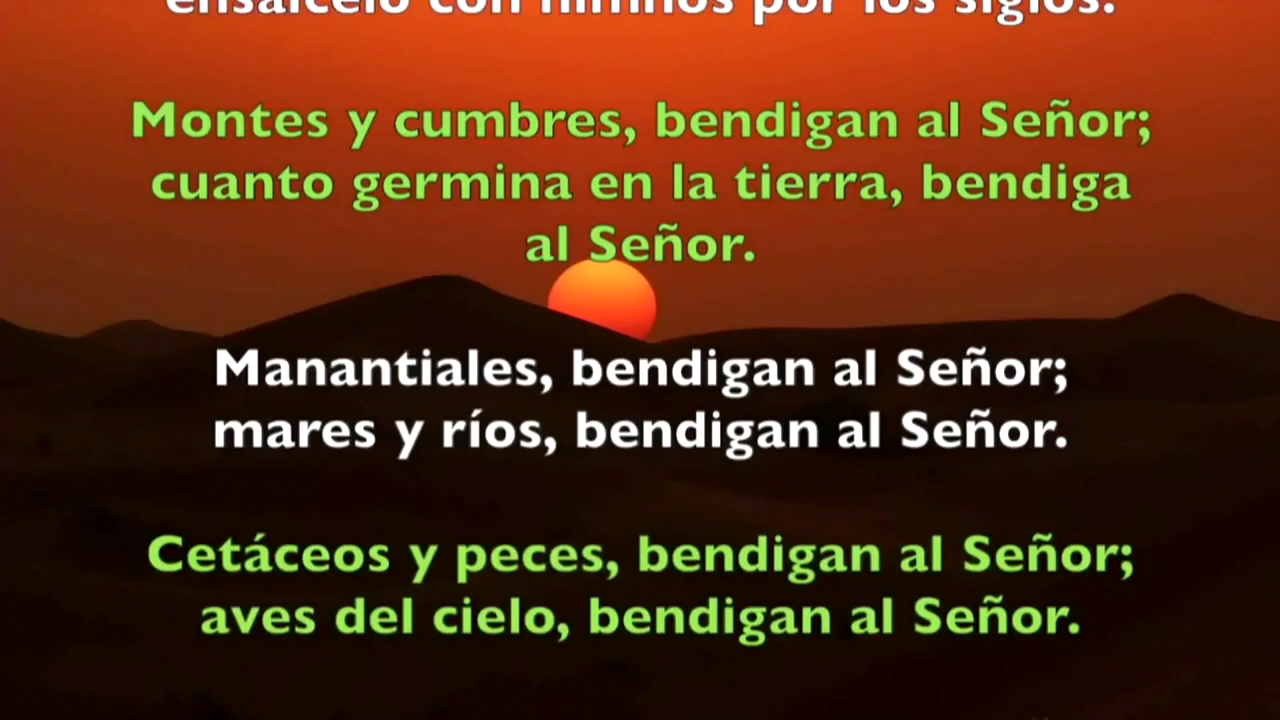 ensálcelo con himnos por los siglos.
Montes y cumbres, bendigan al Señor;
cuanto germina en la tierra, bendiga
al Señor.
Manantiales, bendigan al Señor;
mares y ríos, bendigan al Señor.
Cetáceos y peces, bendigan al Señor;
aves del cielo, bendigan al Señor.